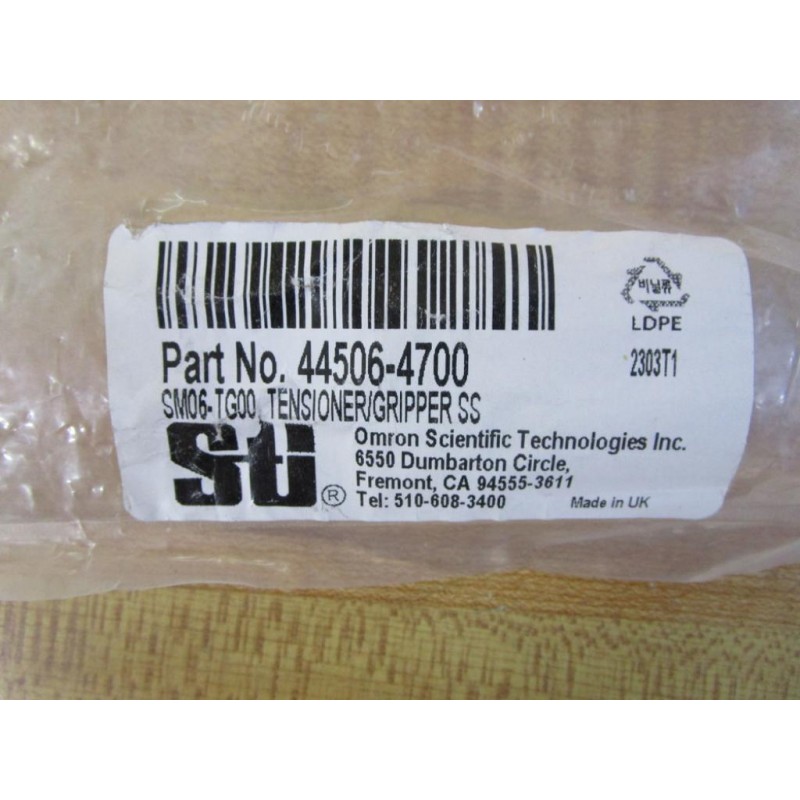 비닐류
LDPE
Part No. 44506-4700
2303T1
SM06-TG00, TENSIONER/GRIPPER SS
sti ®
Omron Scientific Technologies Inc.
6550 Dumbarton Circle,
Fremont, CA 94555-3611
Tel: 510-608-3400
Made in UK